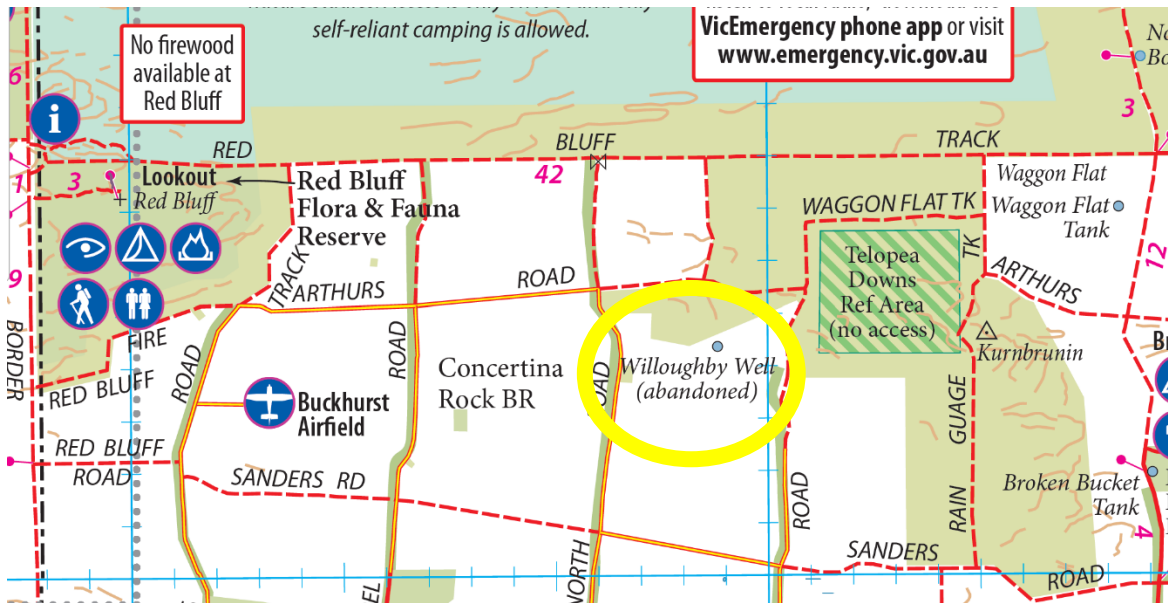 self-reliant camping is allowed.
VicEmergency phone app or visit
www.emergency.vic.gov.au
No firewood
available at
Red Bluff
6
i
3
RED
BLUFF
TRACK
1
3
Lookout
Red Bluff
Red Bluff
Flora & Fauna
Reserve
42
Waggon Flat
WAGGON FLAT TK
Waggon Flat
Tank
9
12
TRACK
ARTHURS
ROAD
Telopea
Downs
Ref Area
(no access)
TK
ARTHURS
BORDER
FIRE
RED BLUFF
ROAD
ROAD
Concertina
Rock BR
ROAD
Willoughby Well
(abandoned)
Kurnbrunin
Buckhurst
Airfield
GUAGE
RED BLUFF
ROAD
SANDERS RD
ROAD
RAIN
Broken Bucket
Tank
4
NORTH
SANDERS
ROAD
EL